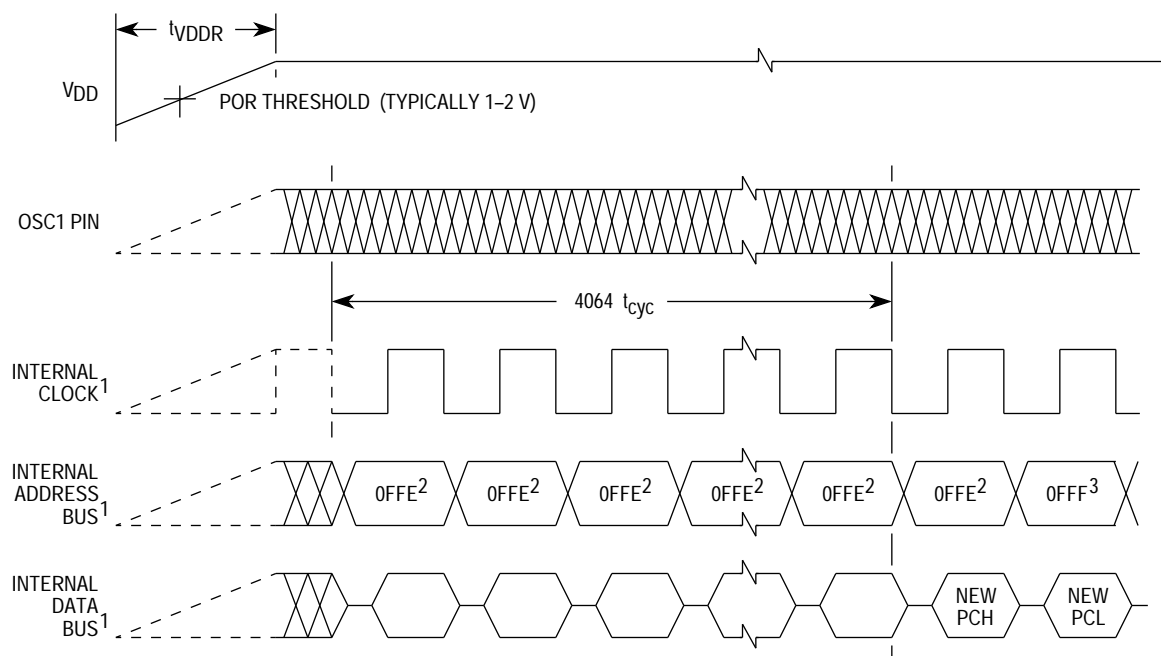 tVDDR
VDD
POR THRESHOLD (TYPICALLY 1–2 V)
OSC1 PIN
4064 tcyc
INTERNAL
CLOCK1
INTERNAL
ADDRESS
BUS1
0FFE2 0FFE2 0FFE2 0FFE2 0FFE2 0FFE2 0FFF3
INTERNAL
DATA
BUS1
NEW
PCH
NEW
PCL